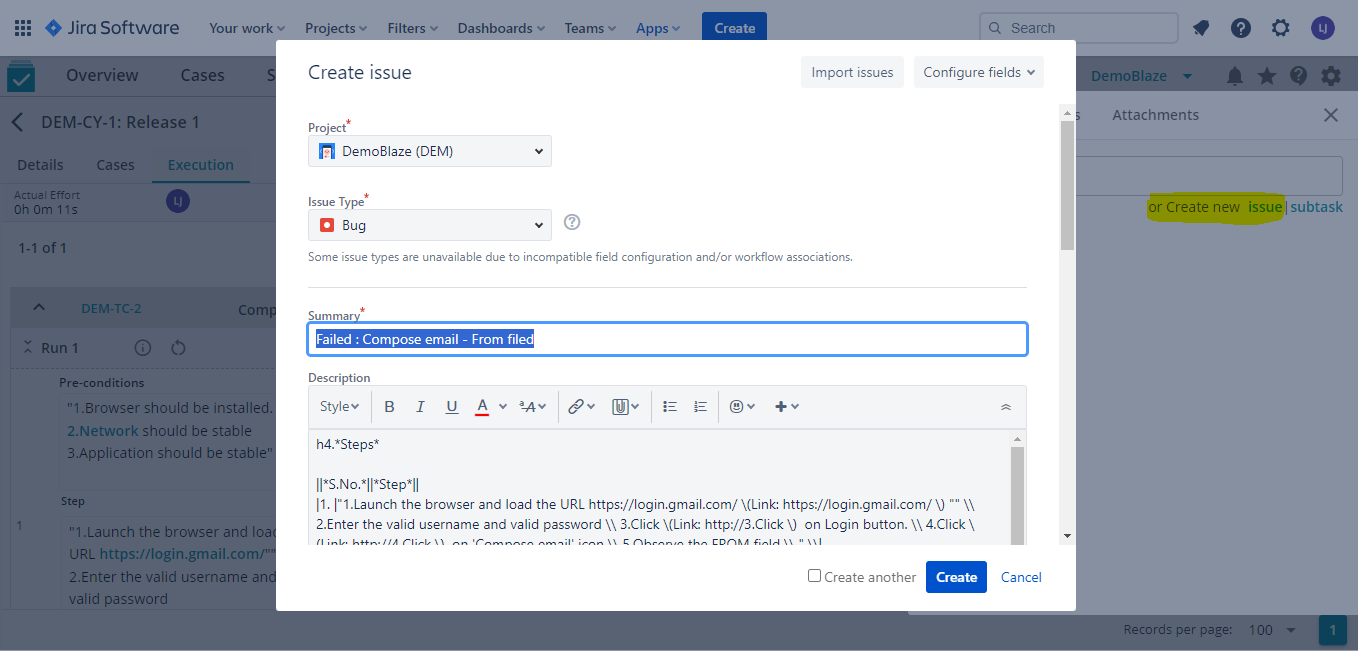 Jira Software Your work Projects Filters Dashboards Teams Apps Create Search LJ
Overview Cases S DemoBlaze
DEM-CY-1: Release 1
Details Cases Execution
Actual Effort
0h 0m 11s
LJ
1-1 of 1
DEM-TC-2 Comp
Run 1
Pre-conditions
"1.Browser should be installed.
2.Network should be stable
3.Application should be stable"
Step
1
"1.Launch the browser and load
URL https://login.gmail.com/""
2.Enter the valid username and
valid password
Create issue
Import issues Configure fields
Project*
DemoBlaze (DEM)
Issue Type*
Bug
Some issue types are unavailable due to incompatible field configuration and/or workflow associations.
Summary*
Failed : Compose email - From filed
Description
Style B I U A ªA
h4.*Steps*
||*S.No.*||*Step*||
|1. |"1.Launch the browser and load the URL https://login.gmail.com/ \(Link: https://login.gmail.com/ \) "" \\
2.Enter the valid username and valid password \\ 3.Click \(Link: http://3.Click \)  on Login button. \\ 4.Click \
(Link: http://4.Click \)  on 'Compose email' icon \\ 5.Observe the FROM field \\ " \\|
Create another Create Cancel
s Attachments
or Create new issue | subtask
Records per page: 100 1